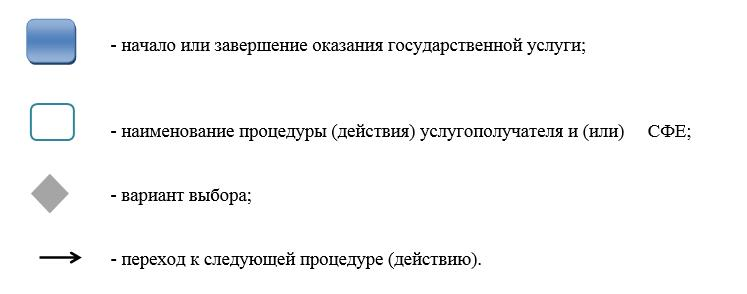 - начало или завершение оказания государственной услуги;
- наименование процедуры (действия) услугополучателя и (или) СФЕ;
- вариант выбора;
- переход к следующей процедуре (действию).